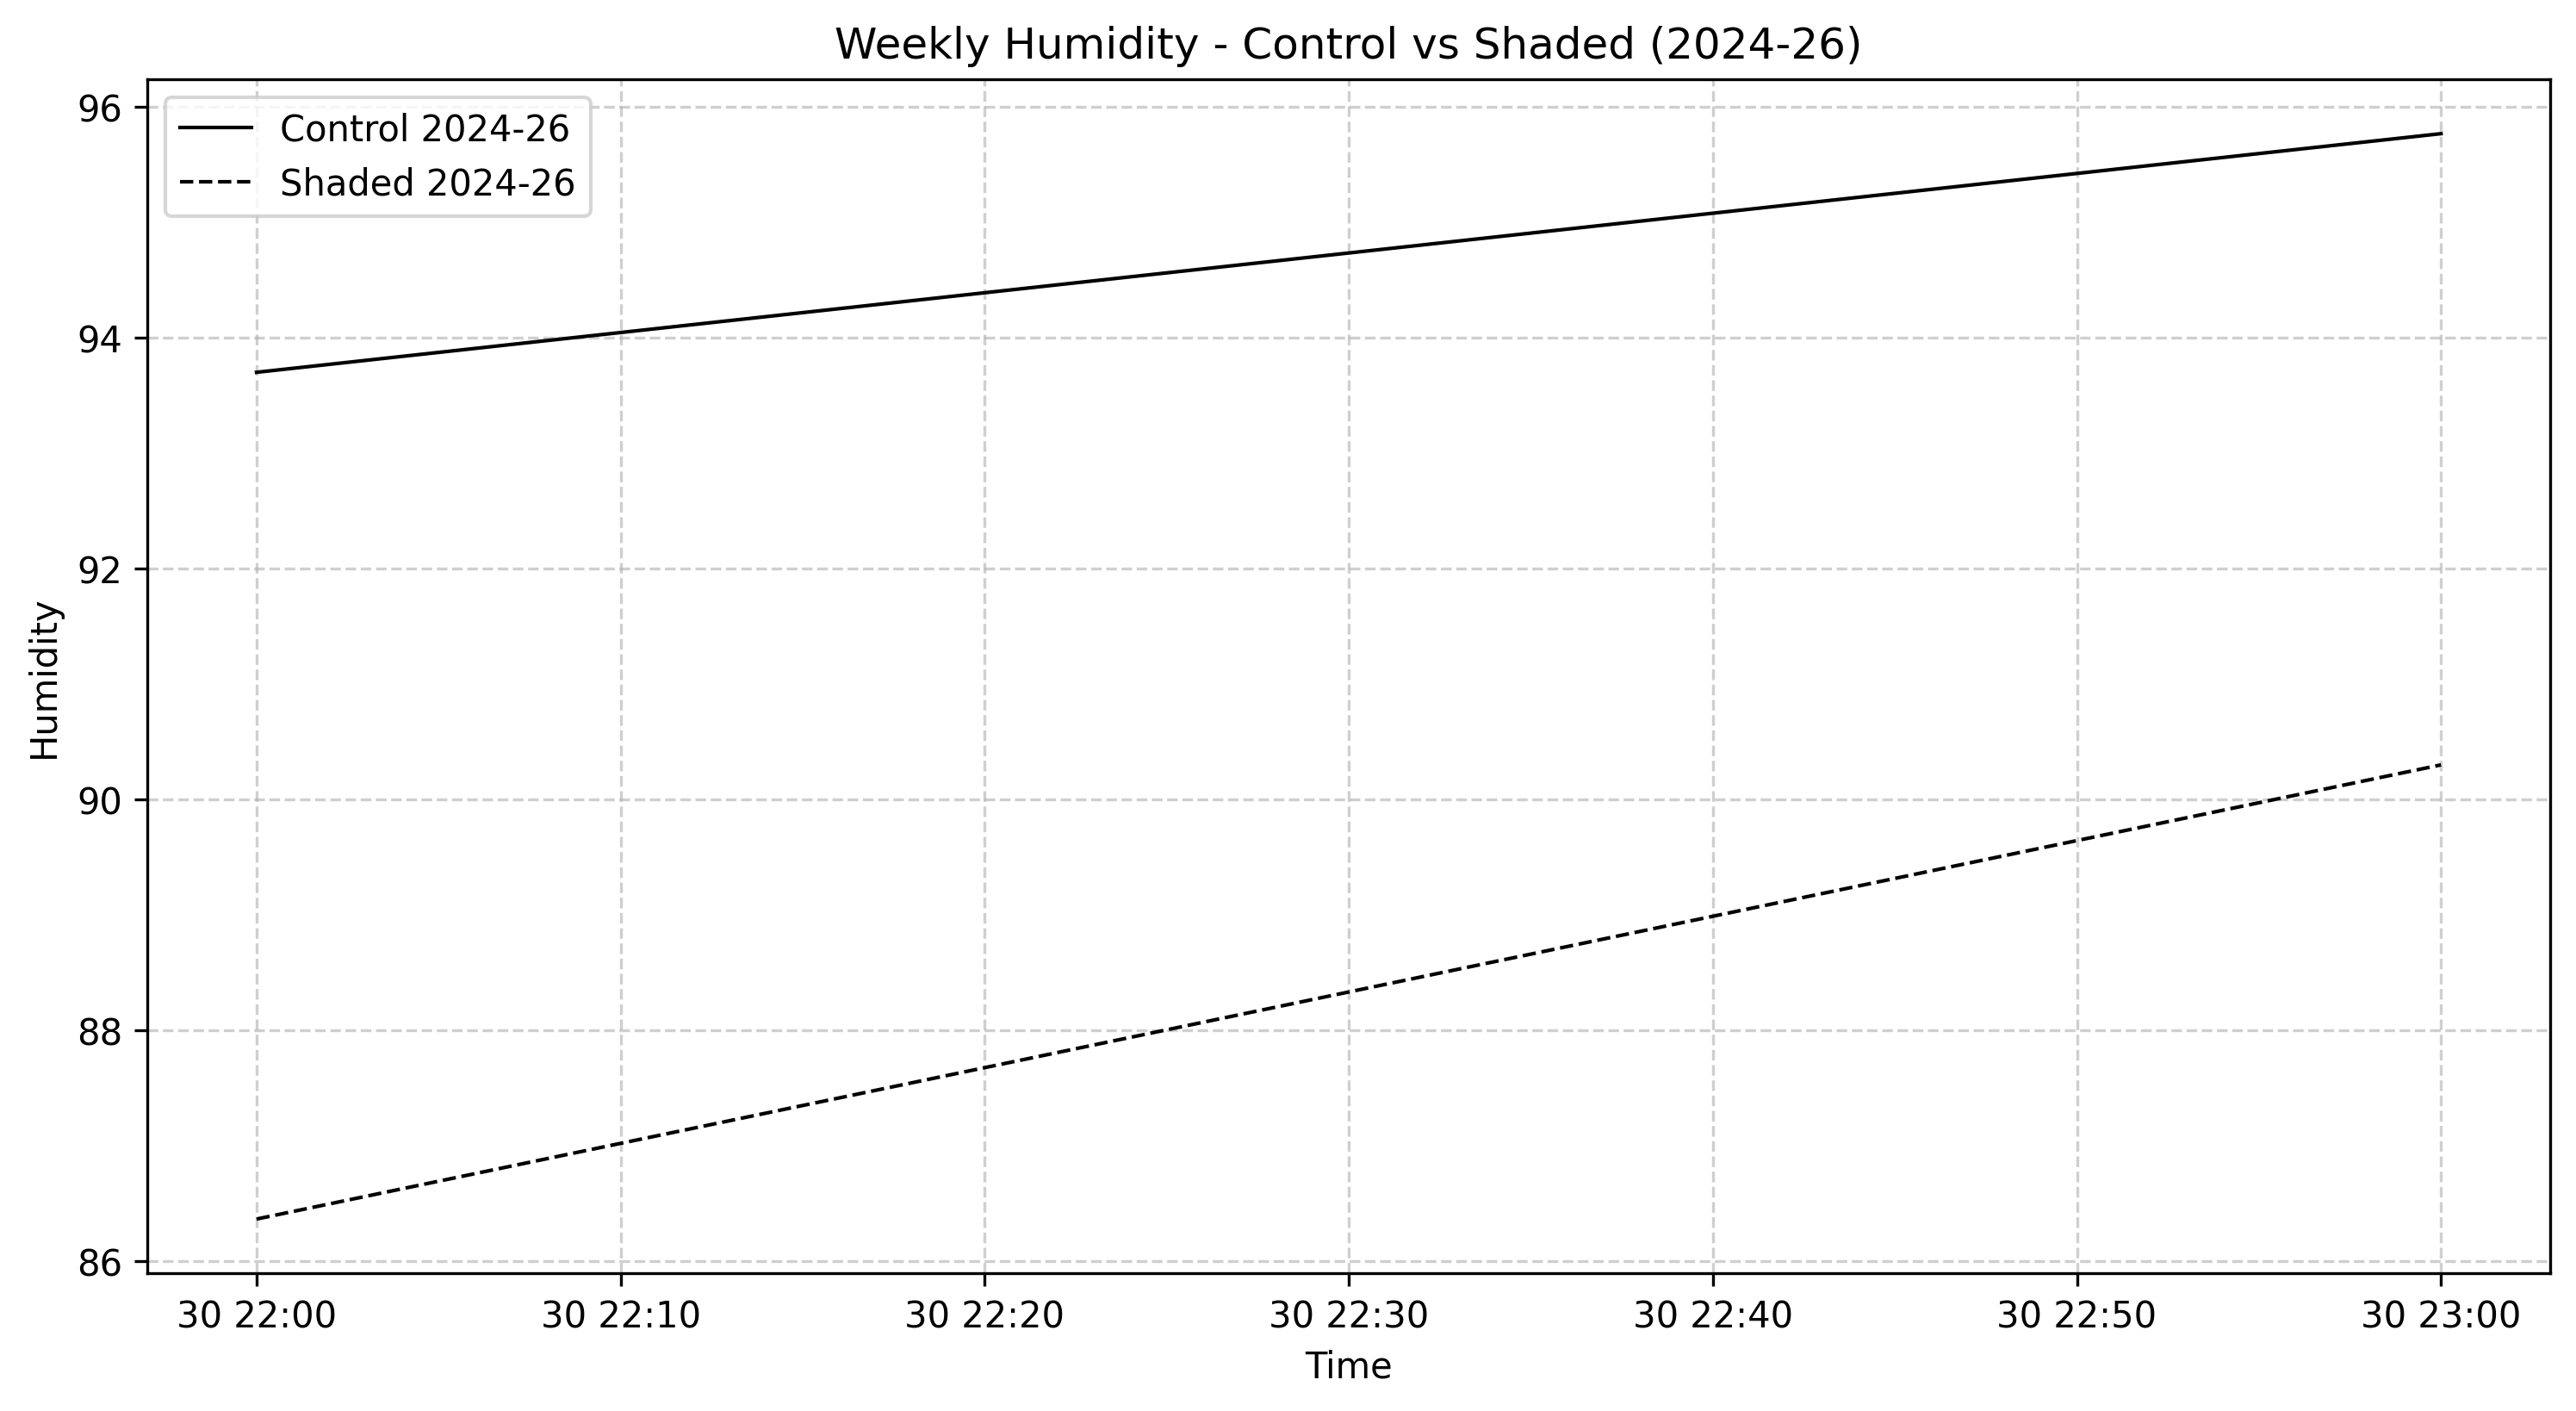 Weekly Humidity - Control vs Shaded (2024-26)
Control 2024-26
Shaded 2024-26
Humidity
96
94
92
90
88
86
30 22:00 30 22:10 30 22:20 30 22:30 30 22:40 30 22:50 30 23:00
Time